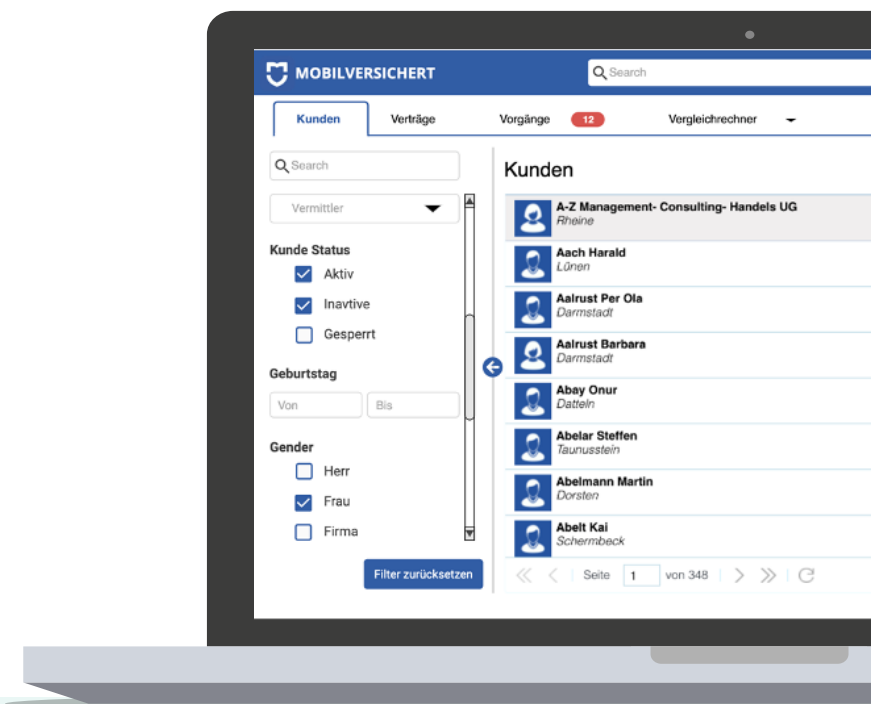 MOBILVERSICHERT
Search
Kunden
Verträge
Vorgänge
12
Vergleichrechner
Search
Vermittler
Kunde Status
Aktiv
Inavtive
Gesperrt
Geburtstag
Von
Bis
Gender
Herr
Frau
Firma
Filter zurücksetzen
Kunden
A-Z Management- Consulting- Handels UG
Rheine
Aach Harald
Lünen
Aalrust Per Ola
Darmstadt
Aalrust Barbara
Darmstadt
Abay Onur
Datteln
Abelar Steffen
Taunusstein
Abelmann Martin
Dorsten
Abelt Kai
Schermbeck
Seite 1 von 348